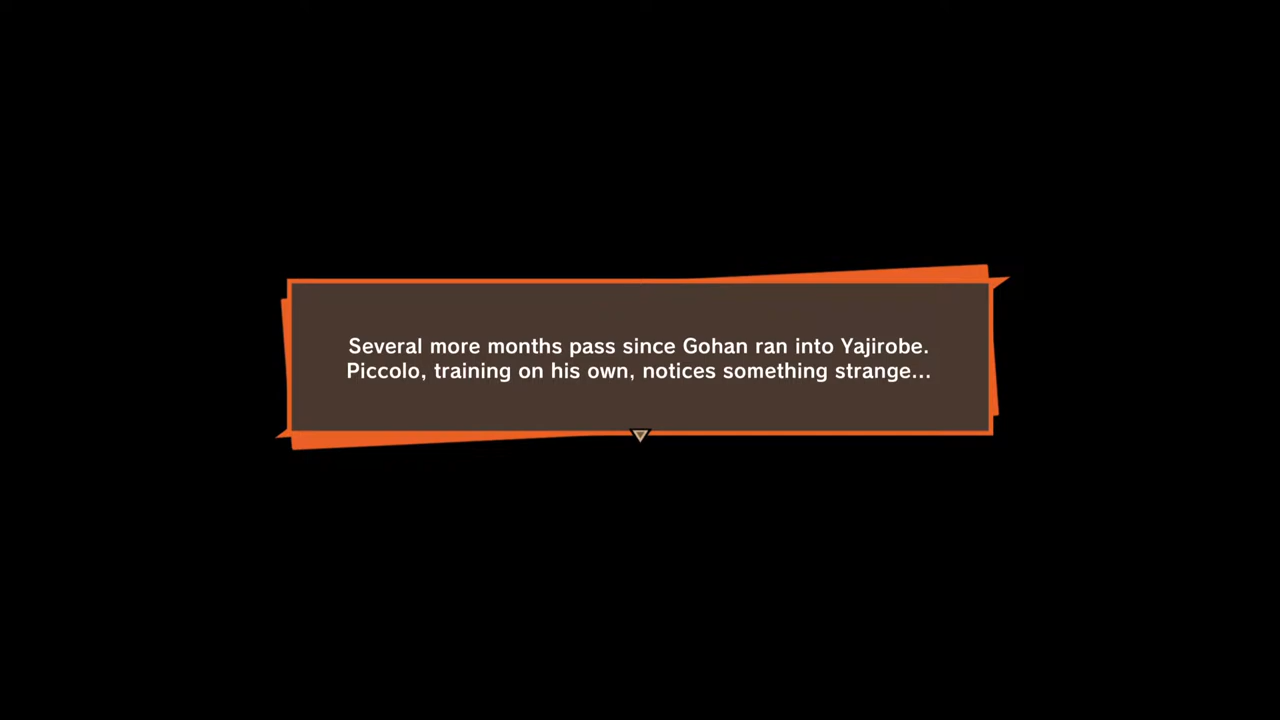 Several more months pass since Gohan ran into Yajirobe.
Piccolo, training on his own, notices something strange...